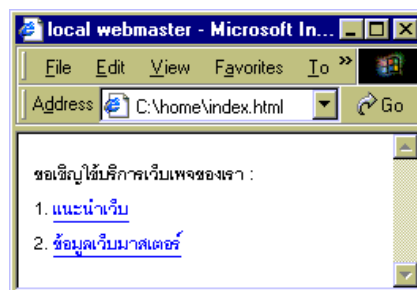 local webmaster - Microsoft In...
File Edit View Favorites To »
Address C:\home\index.html Go
ขอเชิญใช้บริการเว็บเพจของเรา :
1. แนะนำเว็บ
2. ข้อมูลเว็บมาสเตอร์